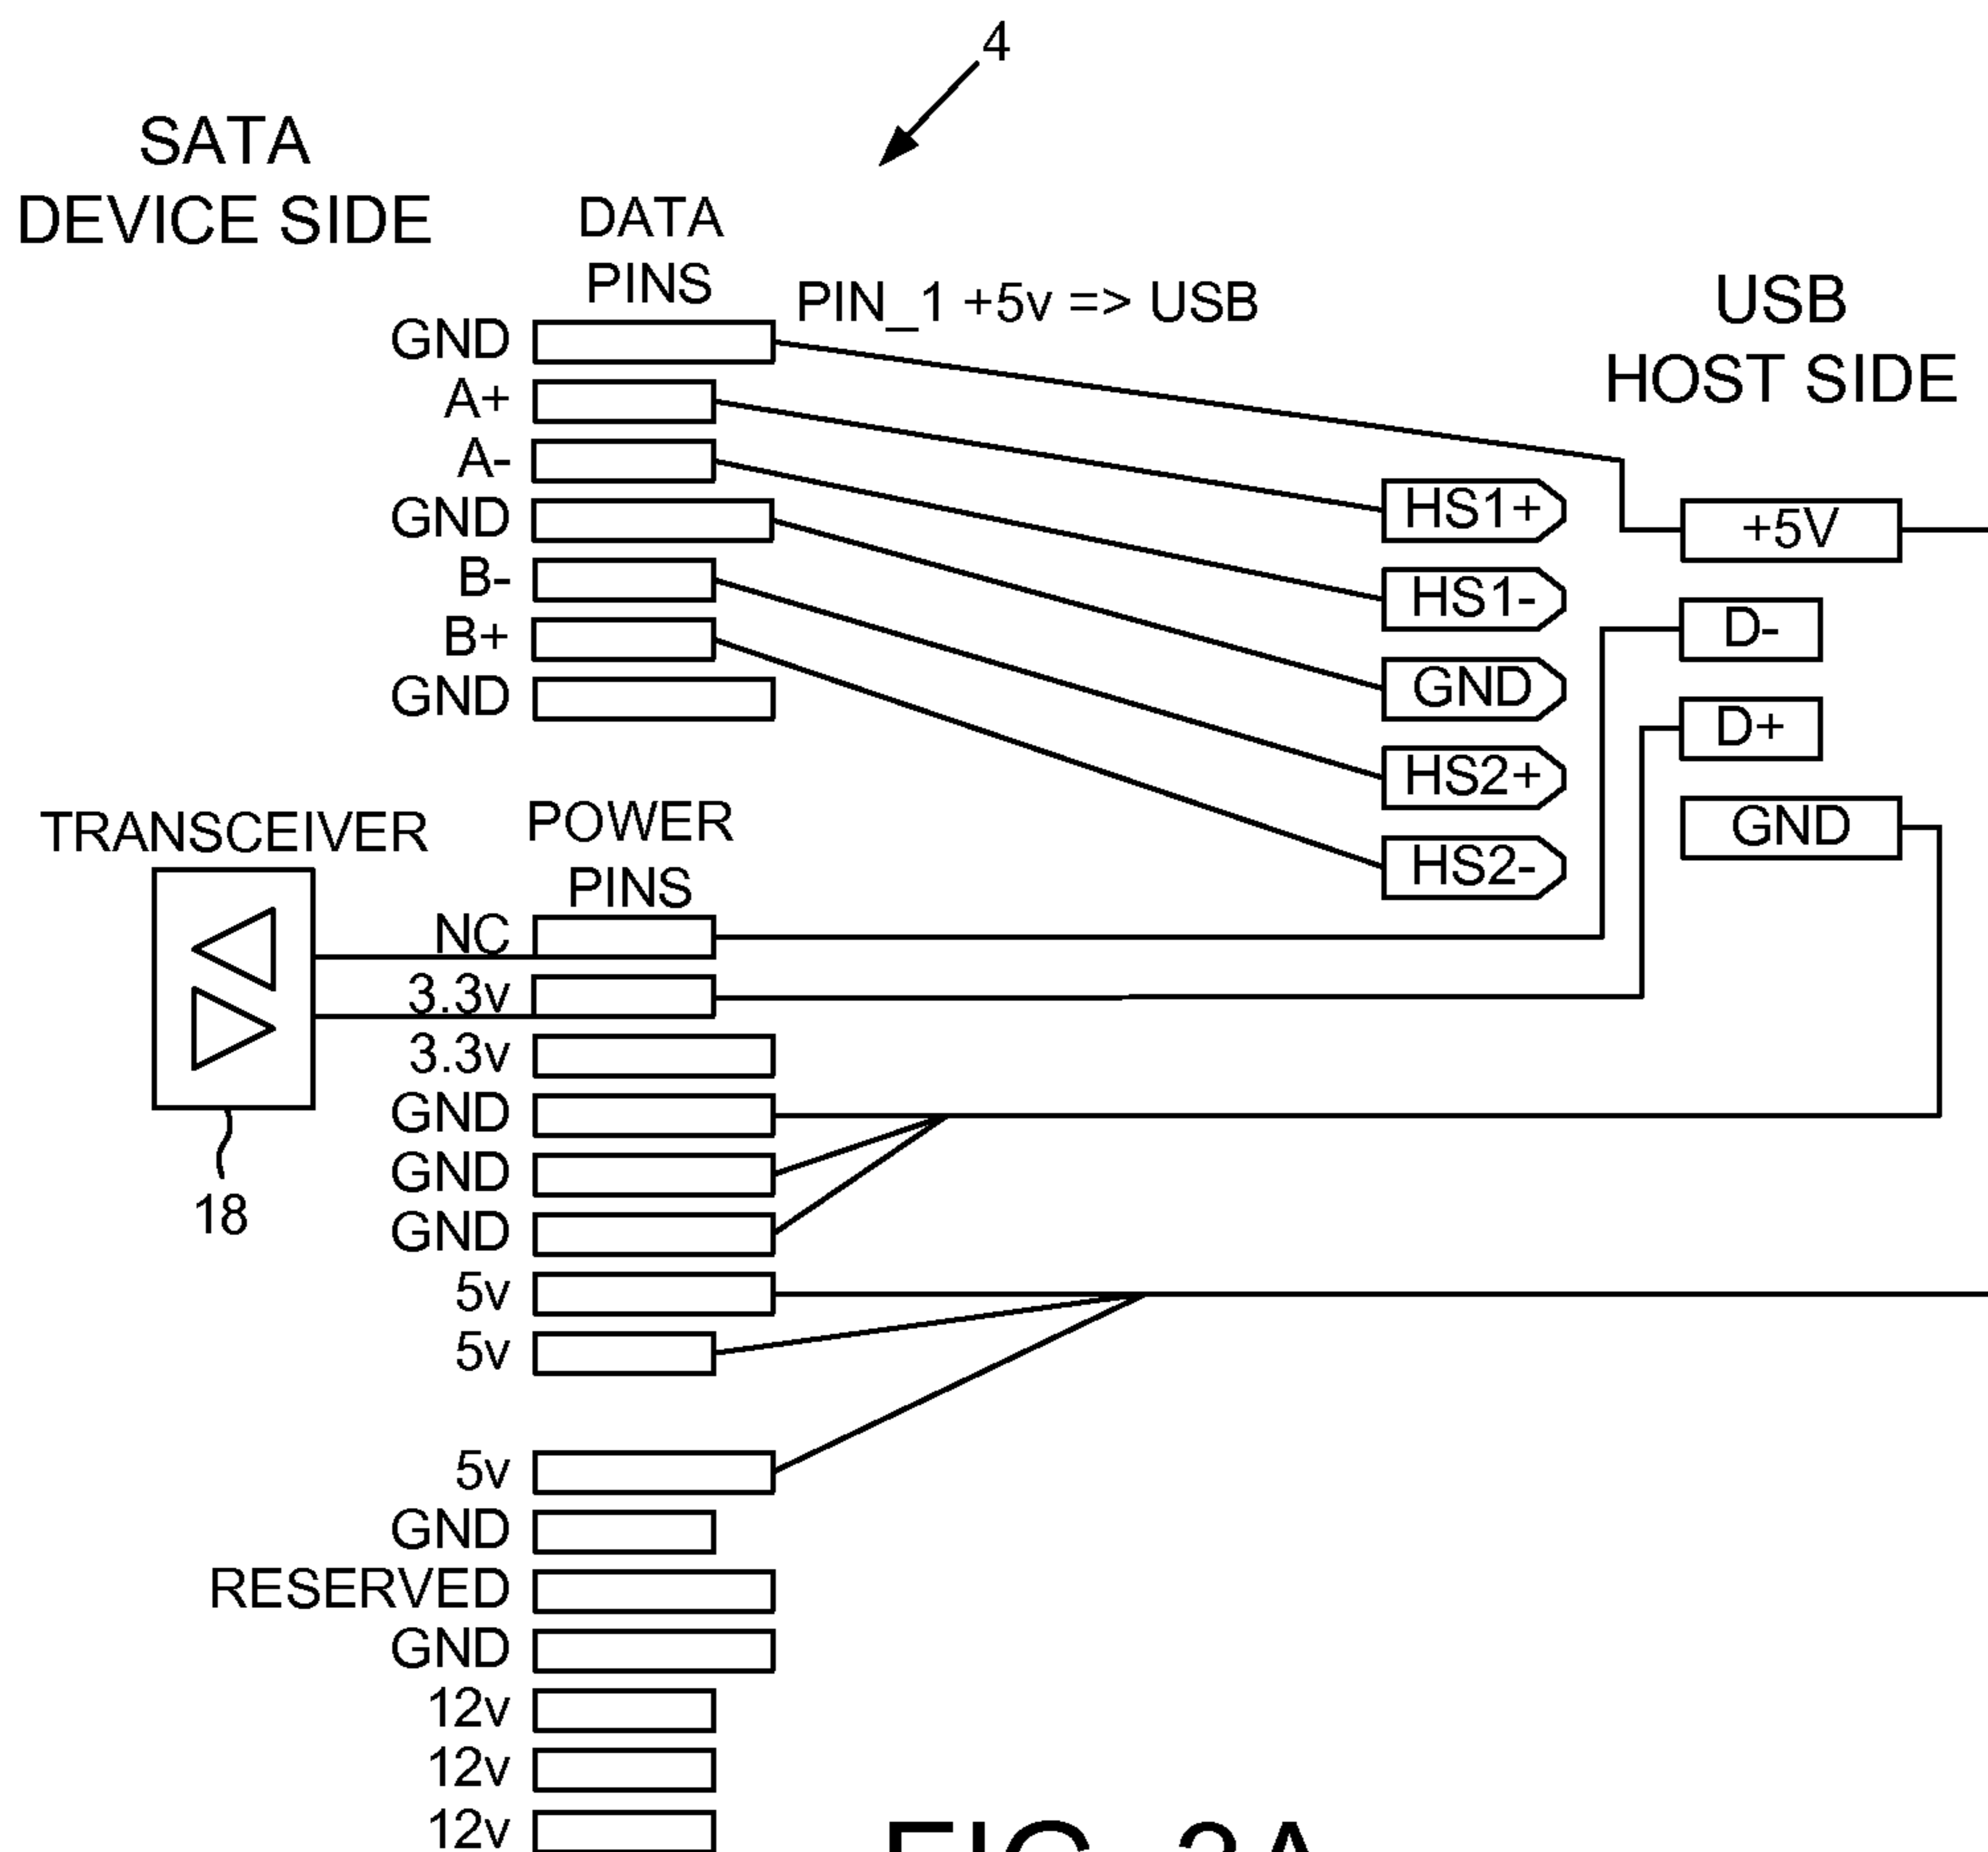 4
SATA
DEVICE SIDE
DATA
PINS
PIN_1 +5v => USB
USB
HOST SIDE
GND
A+
A-
GND
B-
B+
GND
HS1+
HS1-
GND
HS2+
HS2-
+5V
D-
D+
GND
TRANSCEIVER
18
POWER
PINS
NC
3.3v
3.3v
GND
GND
GND
5v
5v
5v
GND
RESERVED
GND
12v
12v
12v